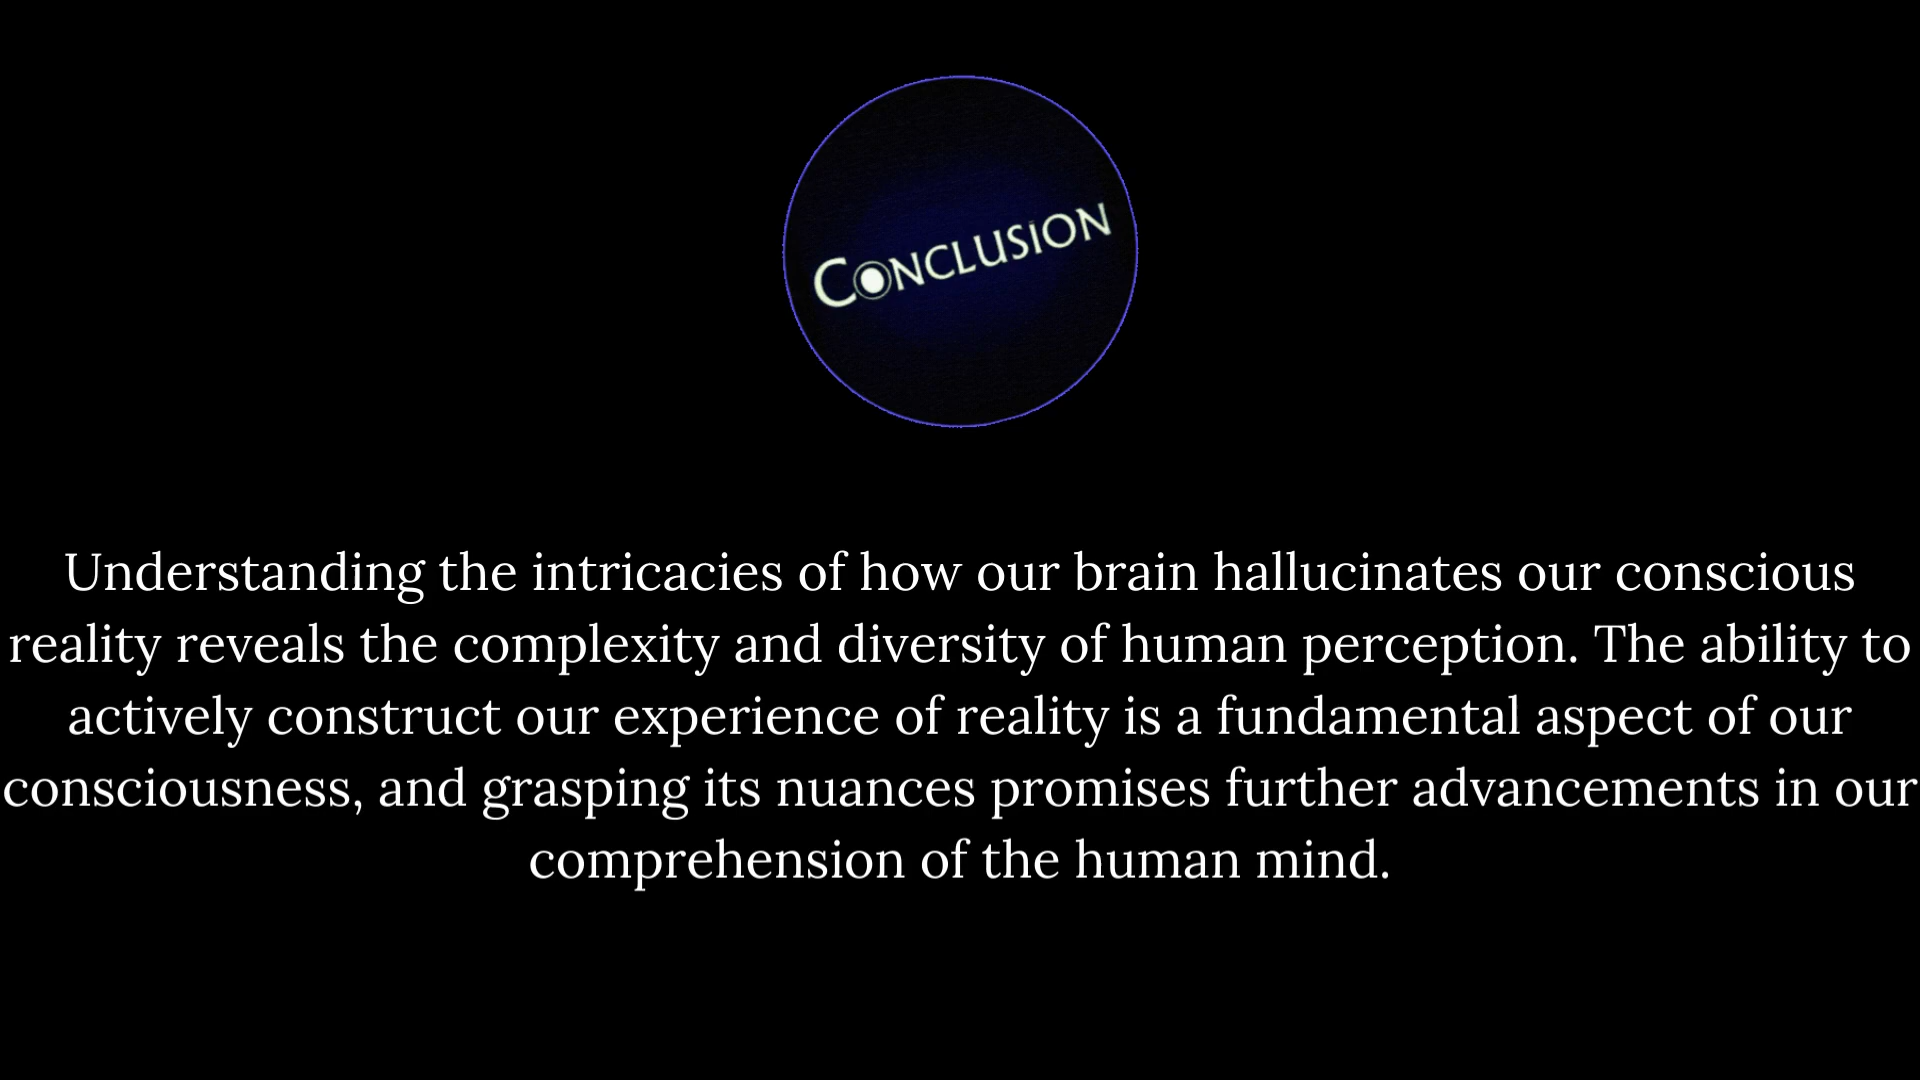 CONCLUSION
Understanding the intricacies of how our brain hallucinates our conscious
reality reveals the complexity and diversity of human perception. The ability to
actively construct our experience of reality is a fundamental aspect of our
consciousness, and grasping its nuances promises further advancements in our
comprehension of the human mind.